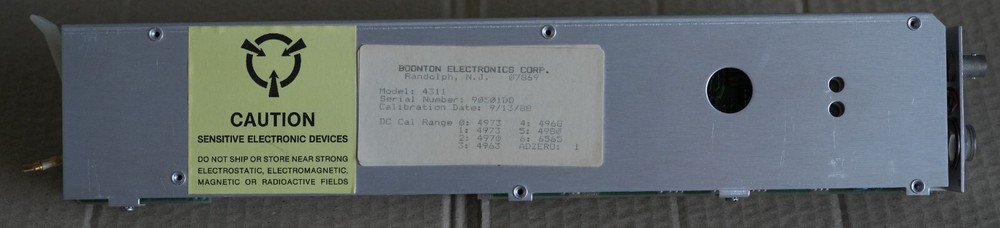 CAUTION
SENSITIVE ELECTRONIC DEVICES
DO NOT SHIP OR STORE NEAR STRONG
ELECTROSTATIC, ELECTROMAGNETIC,
MAGNETIC OR RADIOACTIVE FIELDS
BOONTON ELECTRONICS CORP.
Randolph, N.J. 07869
Model: 4311
Serial Number: 9050IDD
Calibration Date: 9/13/88
DC Cal Range 0: 4973 4: 4968
1: 4973 5: 4980
2: 4970 6: 6565
3: 4963 ADZERO: 1